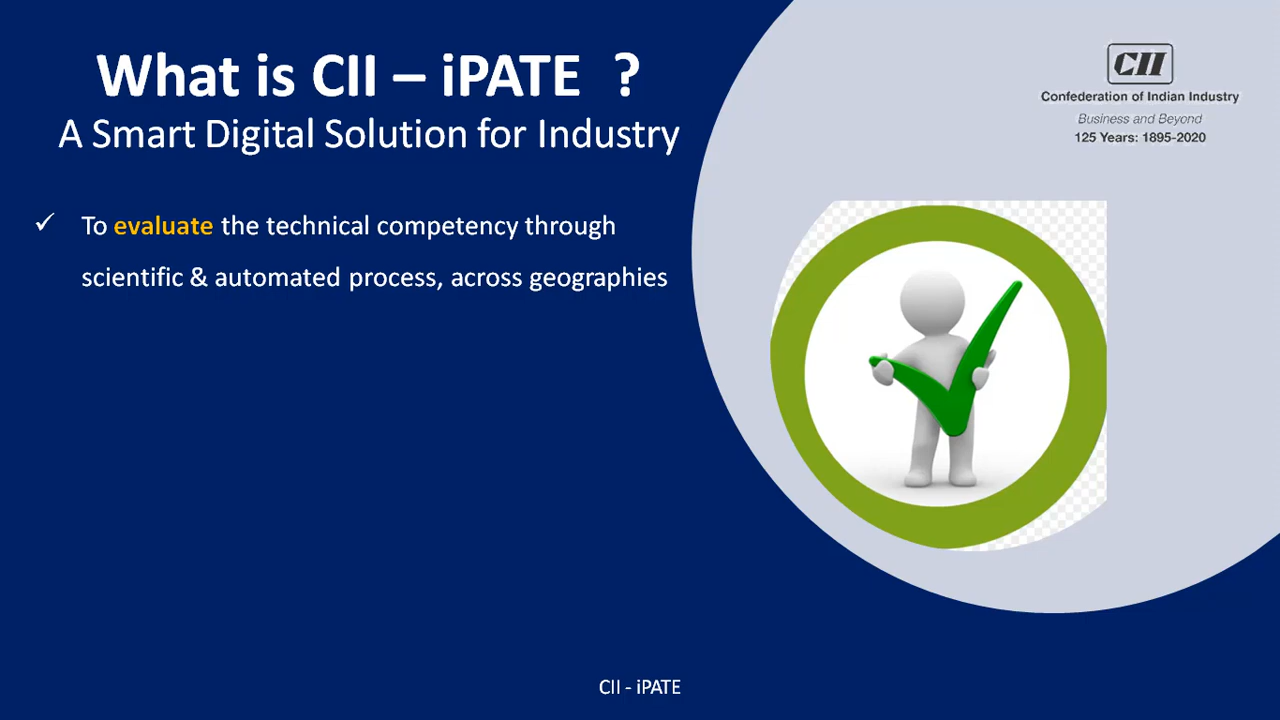 What is CII – iPATE ?
A Smart Digital Solution for Industry
✓ To evaluate the technical competency through
scientific & automated process, across geographies
CII
Confederation of Indian Industry
Business and Beyond
125 Years: 1895-2020
CII - iPATE